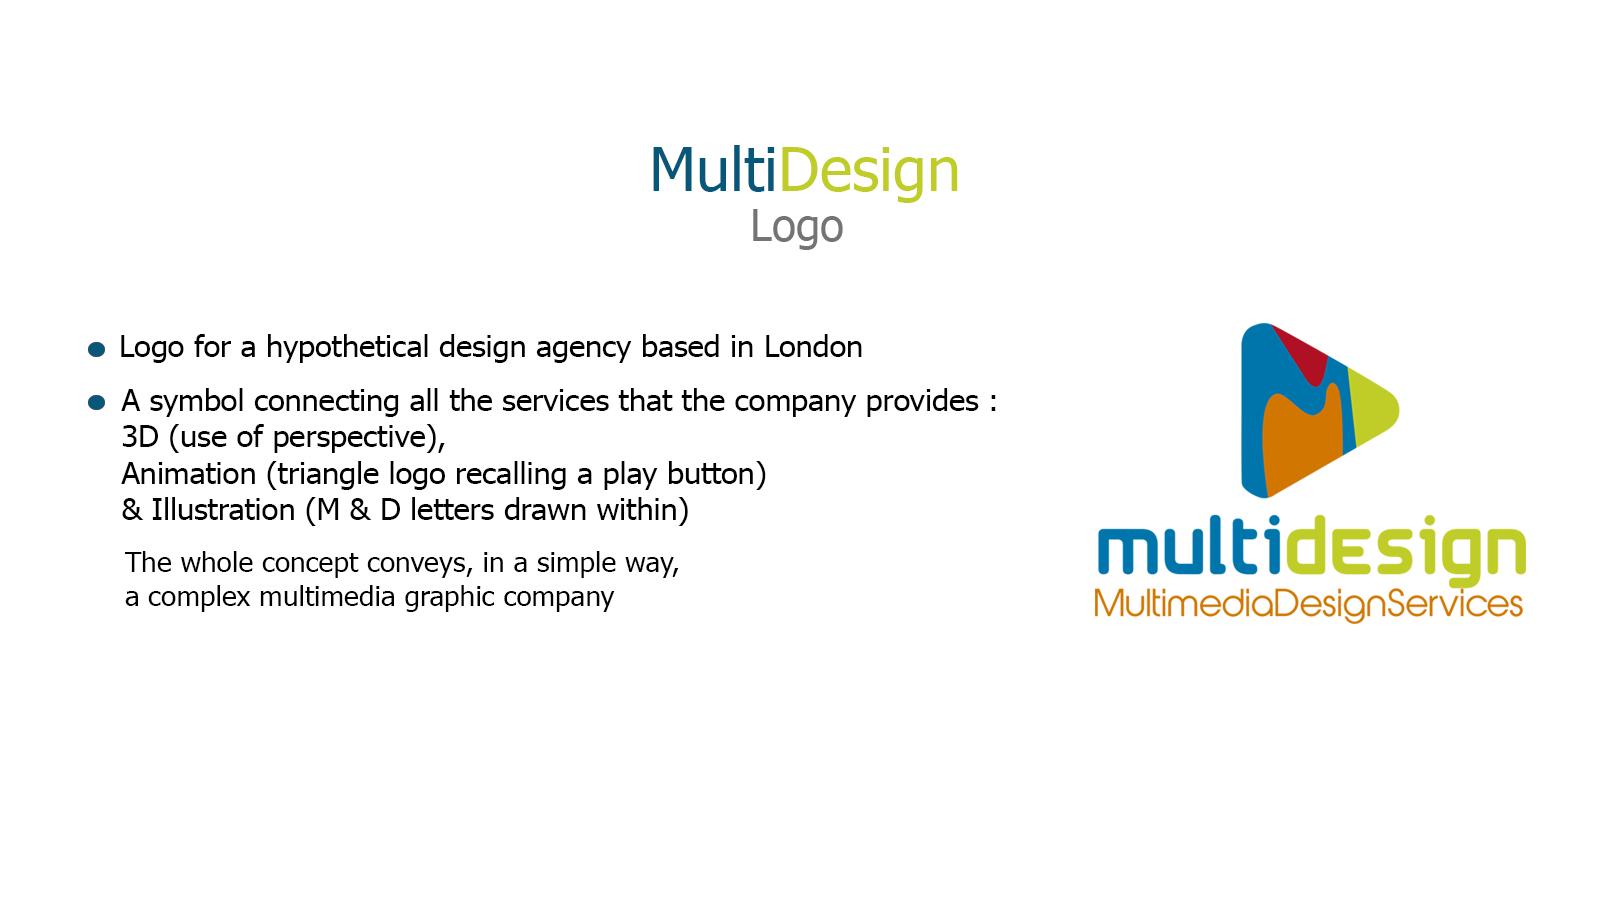 MultiDesign
Logo
Logo for a hypothetical design agency based in London
A symbol connecting all the services that the company provides :
3D (use of perspective),
Animation (triangle logo recalling a play button)
& Illustration (M & D letters drawn within)
The whole concept conveys, in a simple way,
a complex multimedia graphic company
multidesign
MultimediaDesignServices